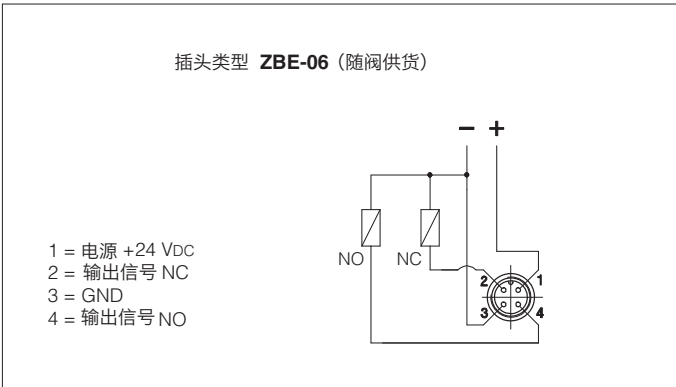 插头类型 ZBE-06（随阀供货）
− +
NO NC
1 = 电源 +24 VDC
2 = 输出信号 NC
3 = GND
4 = 输出信号 NO
2 1
3 4